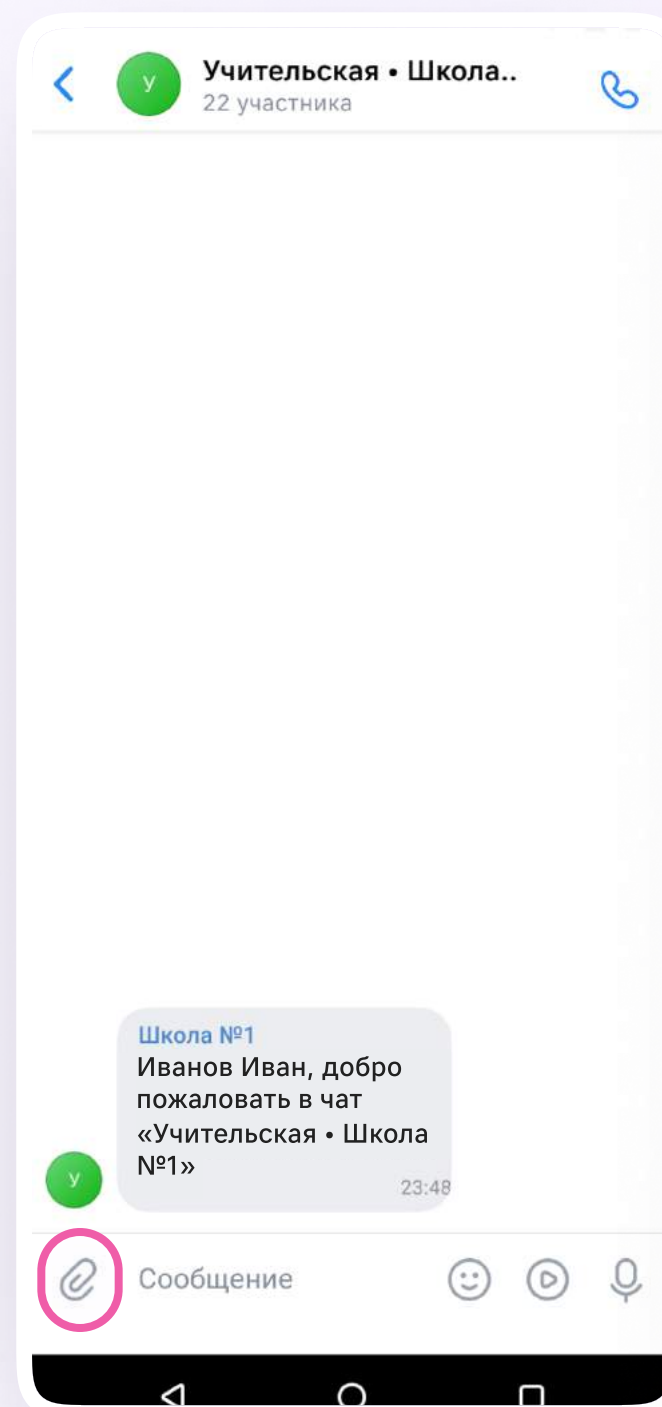 У
Учительская • Школа..
22 участника
Школа №1
Иванов Иван, добро
пожаловать в чат
«Учительская • Школа
№1»
23:48
У
Сообщение